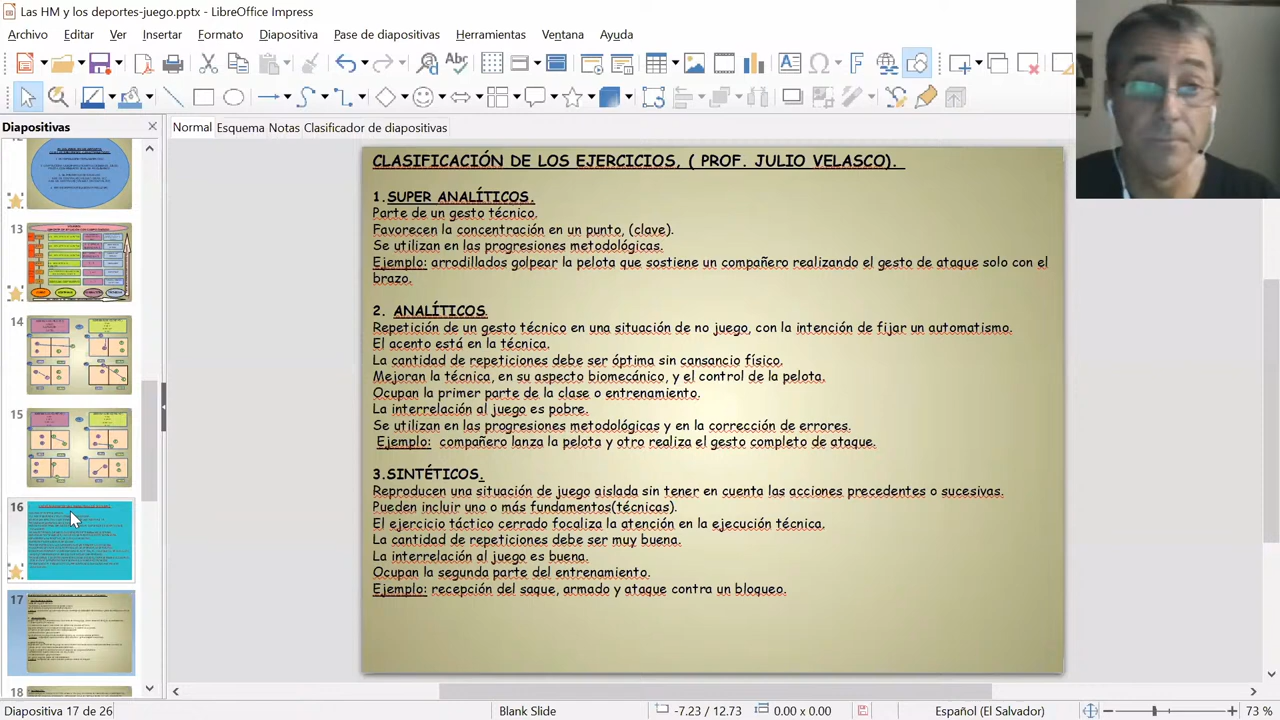 Las HM y los deportes-juego.pptx - LibreOffice Impress
Archivo Editar Ver Insertar Formato Diapositiva Pase de diapositivas Herramientas Ventana Ayuda
Diapositivas
Normal Esquema Notas Clasificador de diapositivas
13
14
15
16
17
18
CLASIFICACIÓN DE LOS EJERCICIOS, ( PROF. JULIO VELASCO).
1.SUPER ANALÍTICOS.
Parte de un gesto técnico.
Favorecen la concentración en un punto, (clave).
Se utilizan en las progresiones metodológicas.
Ejemplo: arrodillados golpear la pelota que sostiene un compañero realizando el gesto de ataque solo con el
brazo.
2. ANALÍTICOS.
Repetición de un gesto técnico en una situación de no juego, con la intención de fijar un automatismo.
El acento está en la técnica.
La cantidad de repeticiones debe ser óptima sin cansancio físico.
Mejoran la técnica, en su aspecto biomecánico, y el control de la pelota.
Ocupan la primer parte de la clase o entrenamiento.
La interrelación al juego es pobre.
Se utilizan en las progresiones metodológicas y en la corrección de errores.
Ejemplo: compañero lanza la pelota y otro realiza el gesto completo de ataque.
3.SINTÉTICOS.
Reproducen una situación de juego aislada sin tener en cuenta las acciones precedentes o sucesivas.
Puede incluir uno o más fundamentos(técnicas).
El ejercicio táctico cerrado focaliza la atención en la ejecución técnica.
La cantidad de repeticiones debe ser muy buena.
La interrelación al juego es buena.
Ocupan la segunda parte del entrenamiento.
Ejemplo: recepción del saque, armado y ataque contra un bloqueo.
Diapositiva 17 de 26
Blank Slide
-7.23 / 12.73
0.00 x 0.00
Español (El Salvador)
73 %